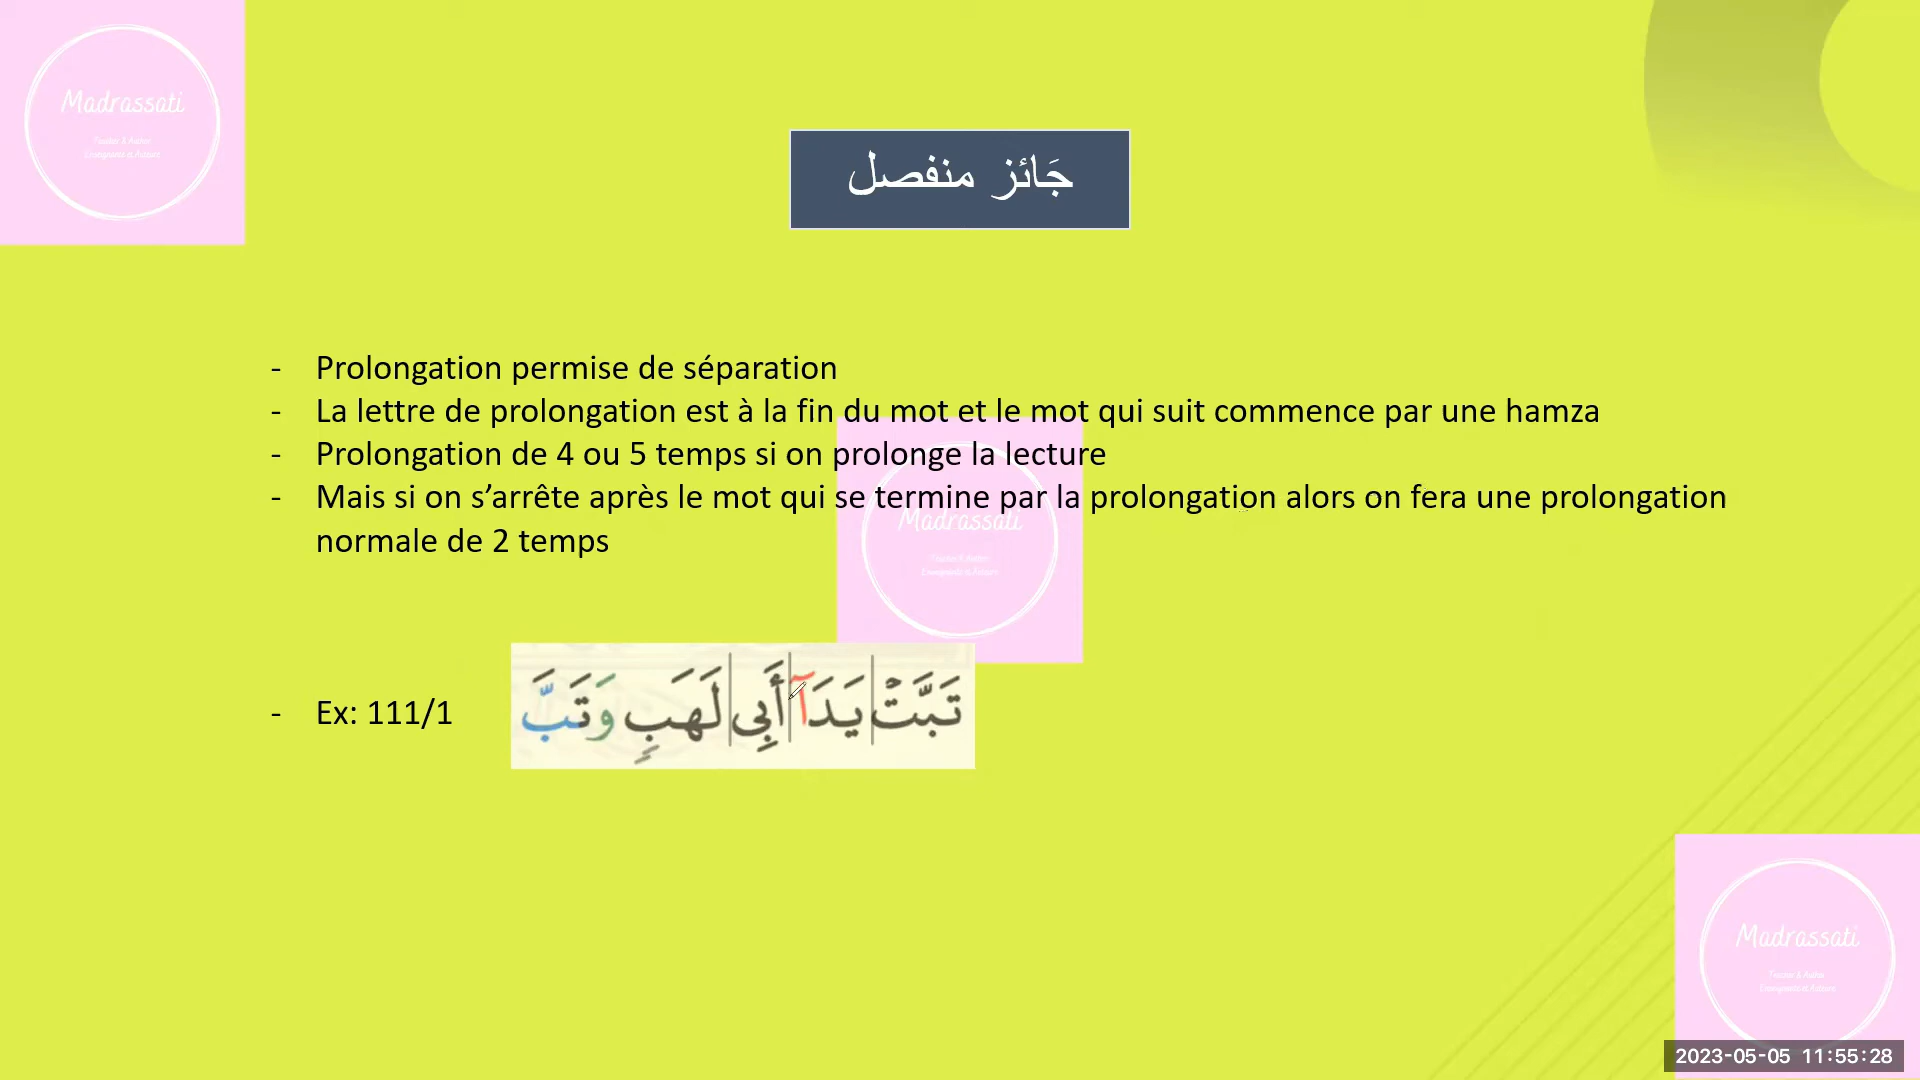 Madrassati
جَائز منفصل
- Prolongation permise de séparation
- La lettre de prolongation est à la fin du mot et le mot qui suit commence par une hamza
- Prolongation de 4 ou 5 temps si on prolonge la lecture
- Mais si on s’arrête après le mot qui se termine par la prolongation alors on fera une prolongation
normale de 2 temps
Madrassati
- Ex: 111/1
تَبَّتْ يَدَآ أَبِى لَهَبٍ وَتَبَّ
Madrassati
2023-05-05 11:55:28